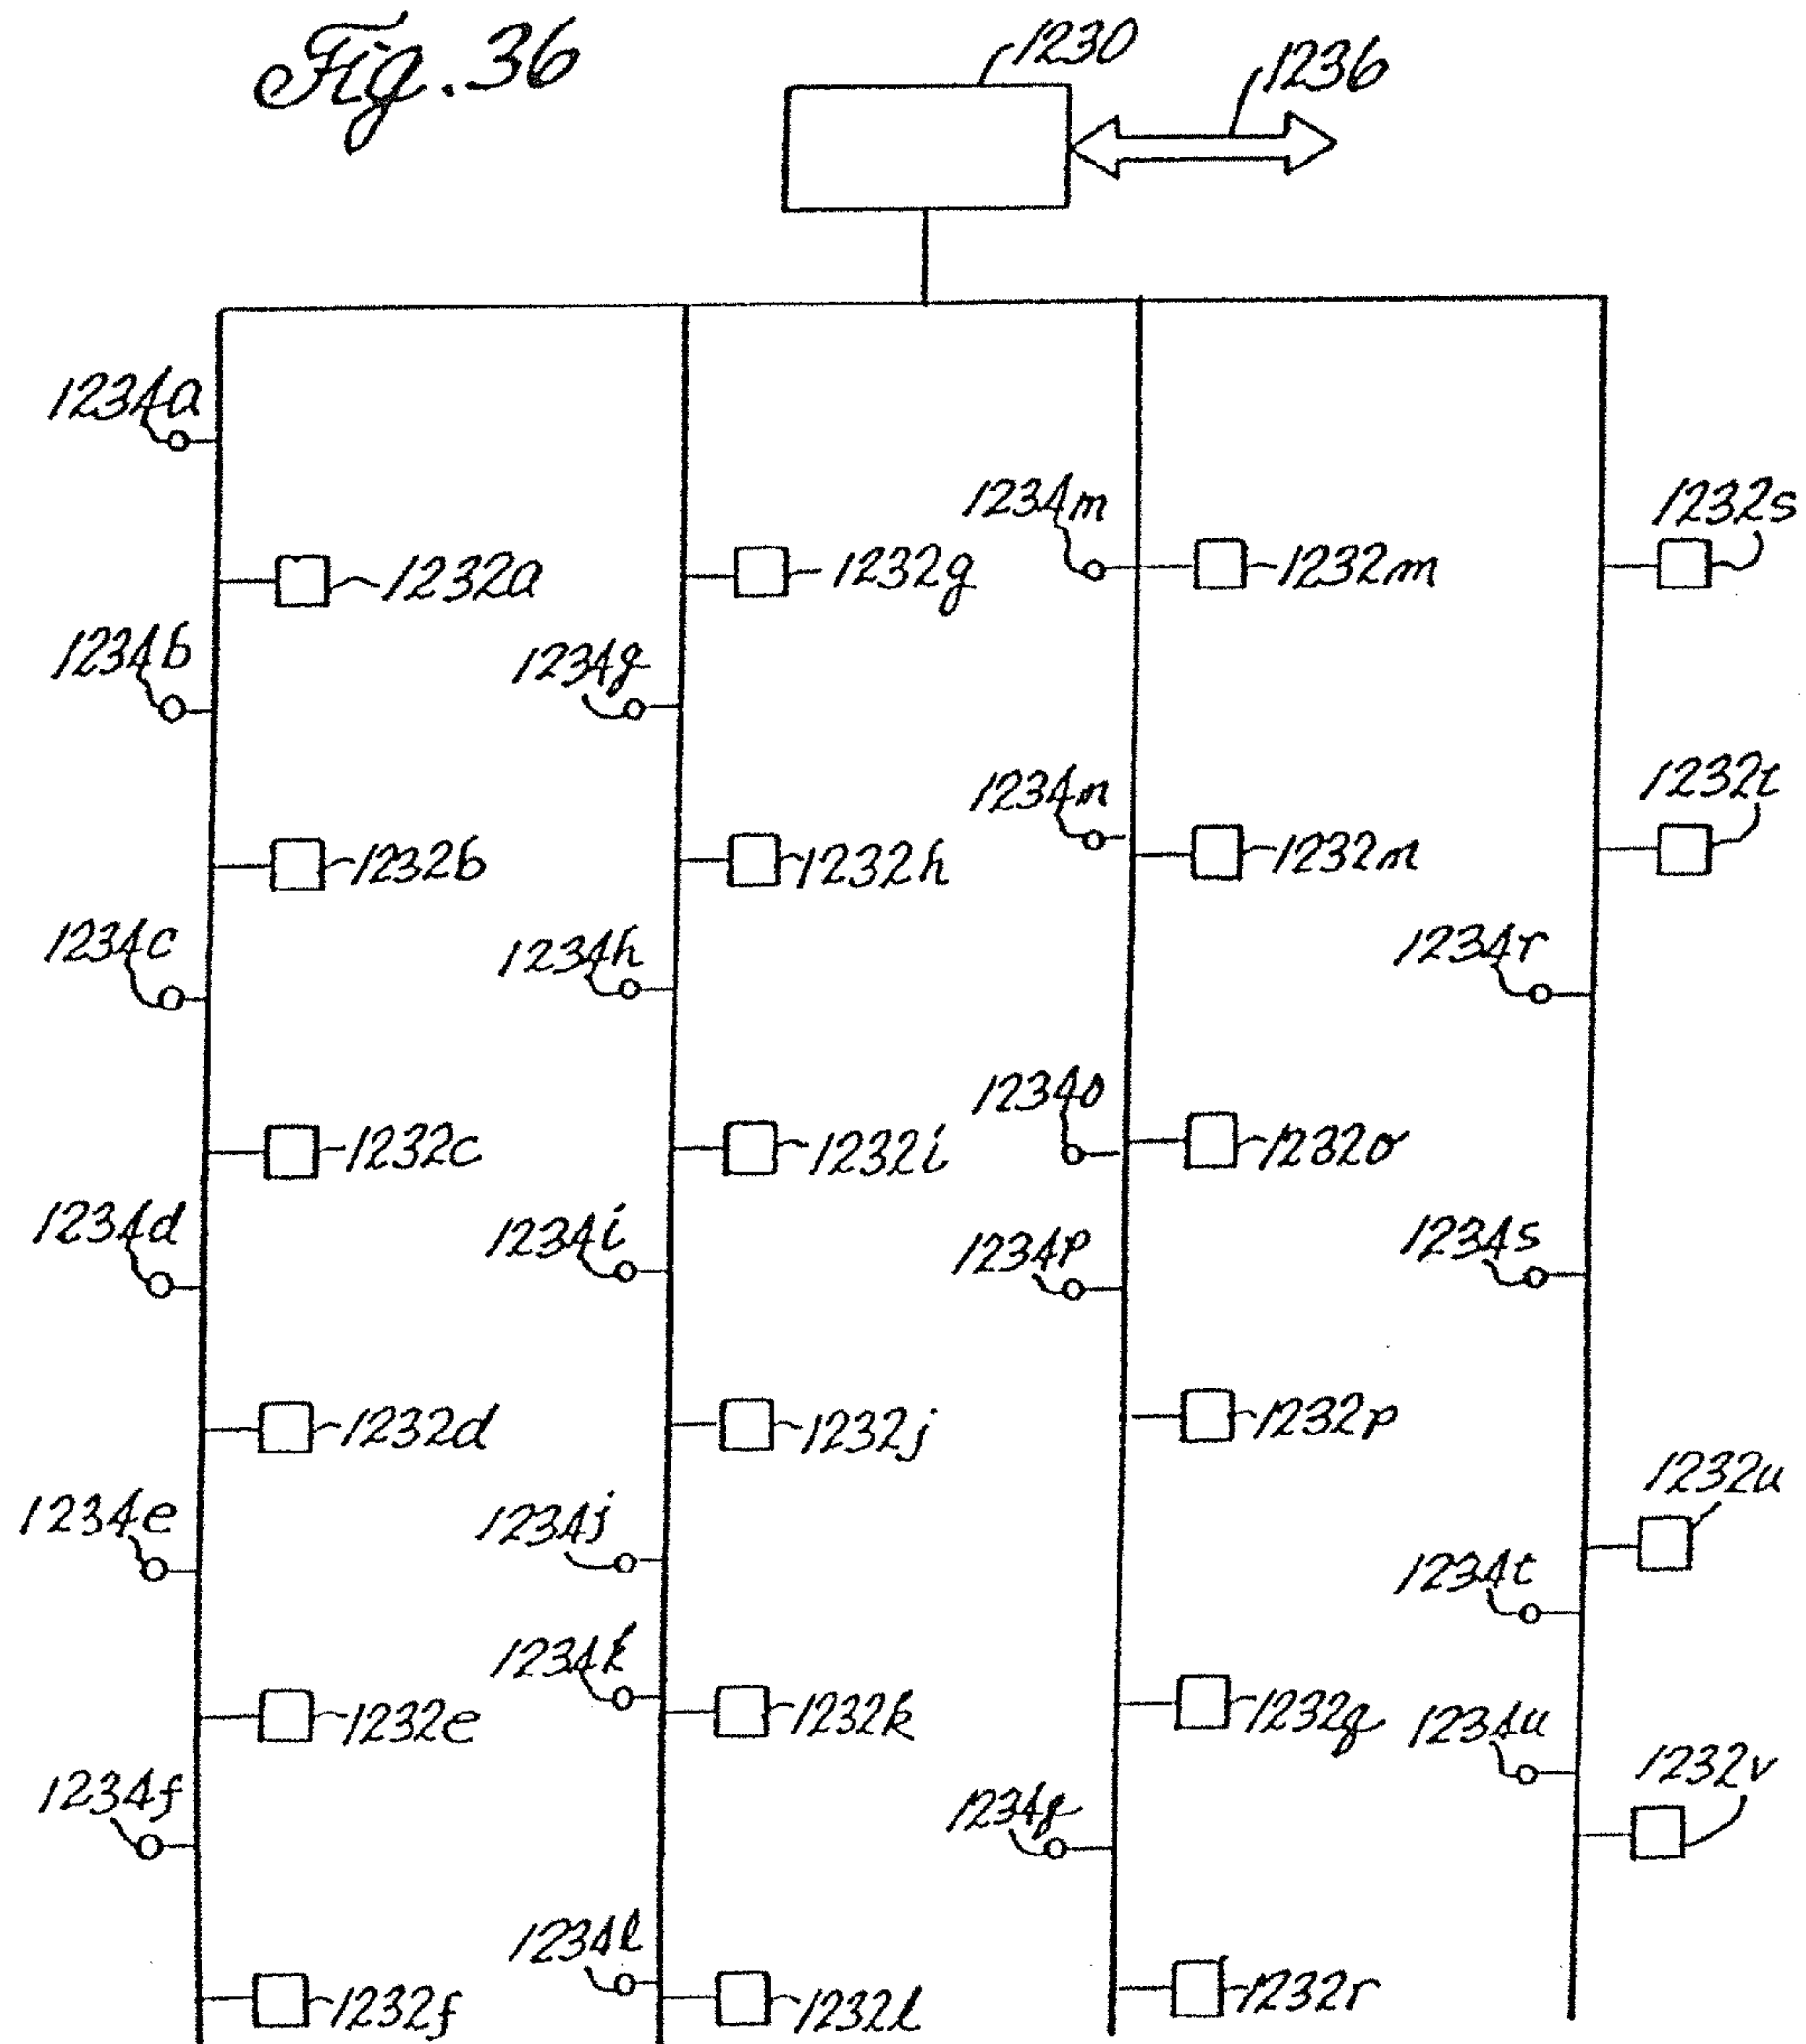 Fig. 36
1230
1236
1234a
1234m
1232s
1232a
1232g
1232m
1234b
1234g
1234n
1232t
1232b
1232h
1232n
1234c
1234h
1234r
1234o
1232c
1232i
1232o
1234d
1234i
1234p
1234s
1232d
1232j
1232p
1234e
1234j
1232u
1234t
1234k
1232e
1232k
1232q
1234u
1234f
1234q
1232v
1234l
1232f
1232l
1232r